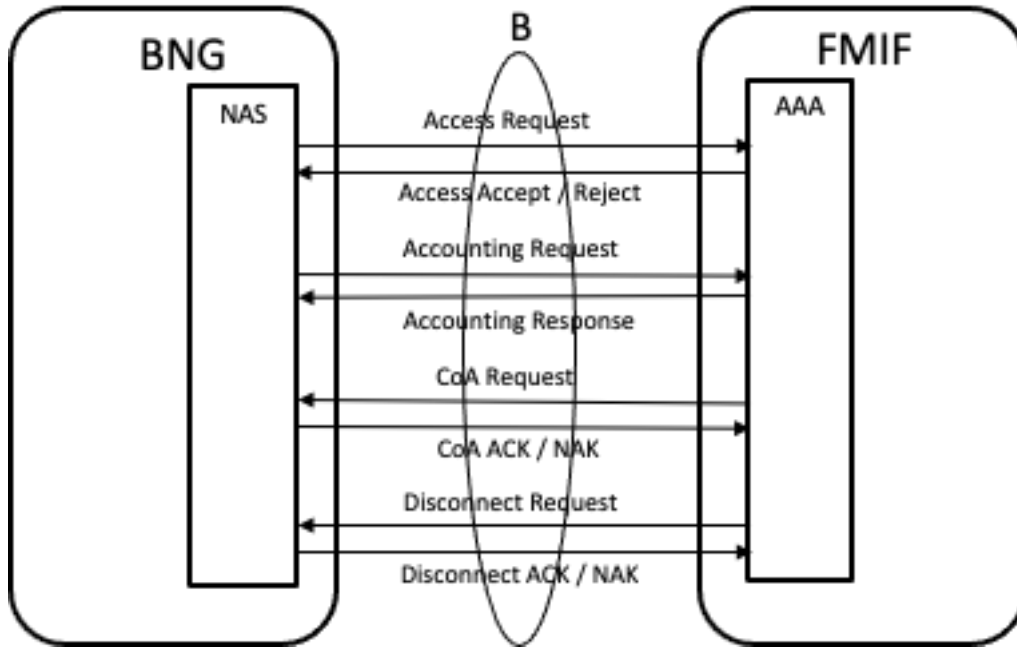 B
BNG
FMIF
NAS
AAA
Access Request
Access Accept / Reject
Accounting Request
Accounting Response
CoA Request
CoA ACK / NAK
Disconnect Request
Disconnect ACK / NAK